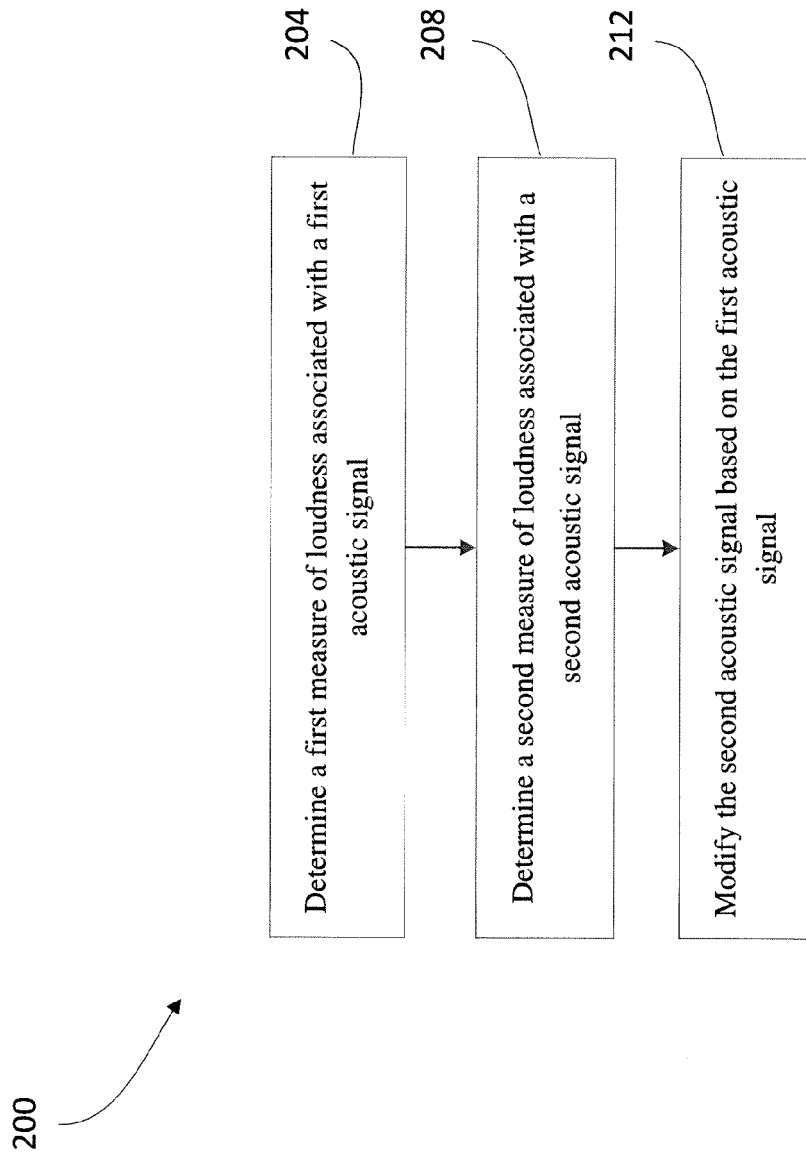 200
Determine a first measure of loudness associated with a first
acoustic signal
204
Determine a second measure of loudness associated with a
second acoustic signal
208
Modify the second acoustic signal based on the first acoustic
signal
212